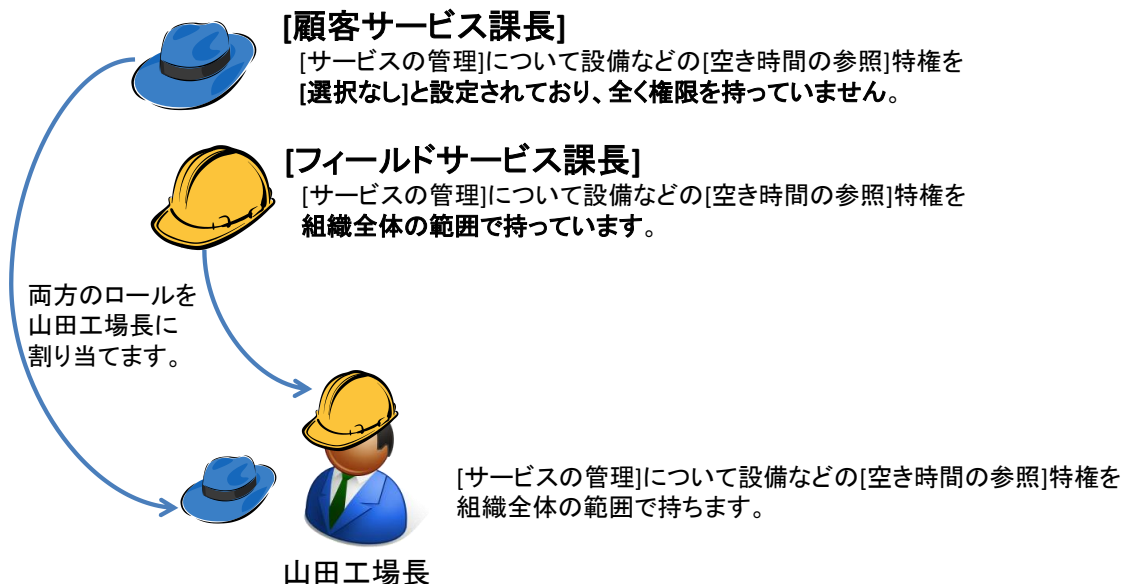 [顧客サービス課長]
[サービスの管理]について設備などの[空き時間の参照]特権を
[選択なし]と設定されており、全く権限を持っていません。
[フィールドサービス課長]
[サービスの管理]について設備などの[空き時間の参照]特権を
組織全体の範囲で持っています。
両方のロールを
山田工場長に
割り当てます。
[サービスの管理]について設備などの[空き時間の参照]特権を
組織全体の範囲で持ちます。
山田工場長